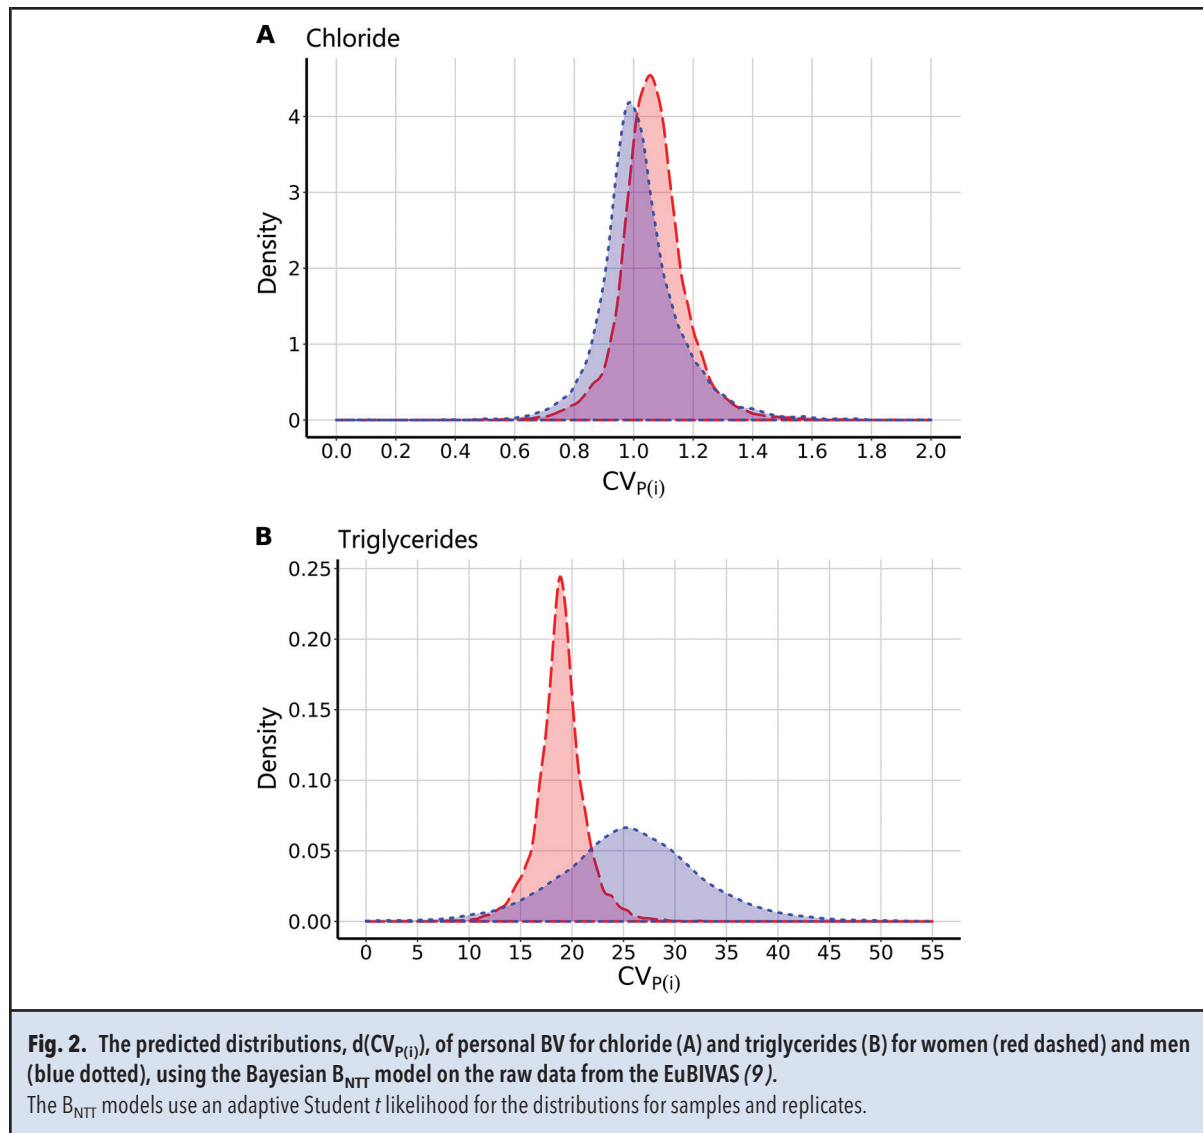 A Chloride
4
3
2
1
0
Density
0.0 0.2 0.4 0.6 0.8 1.0 1.2 1.4 1.6 1.8 2.0
CVP(i)
B Triglycerides
0.25
0.20
0.15
0.10
0.05
0.00
Density
0 5 10 15 20 25 30 35 40 45 50 55
CVP(i)
Fig. 2. The predicted distributions, d(CVP(i)), of personal BV for chloride (A) and triglycerides (B) for women (red dashed) and men
(blue dotted), using the Bayesian BNTT model on the raw data from the EuBIVAS (9).
The BNTT models use an adaptive Student t likelihood for the distributions for samples and replicates.